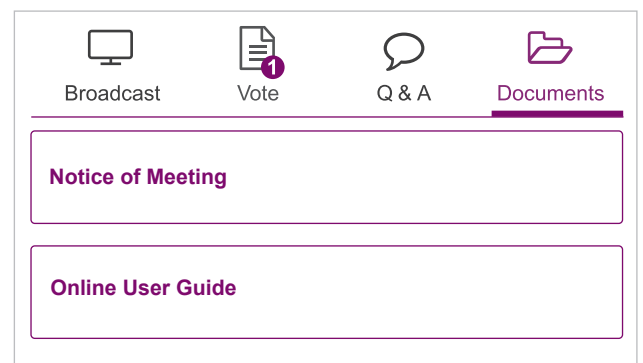 1
Broadcast Vote Q & A Documents
Notice of Meeting
Online User Guide